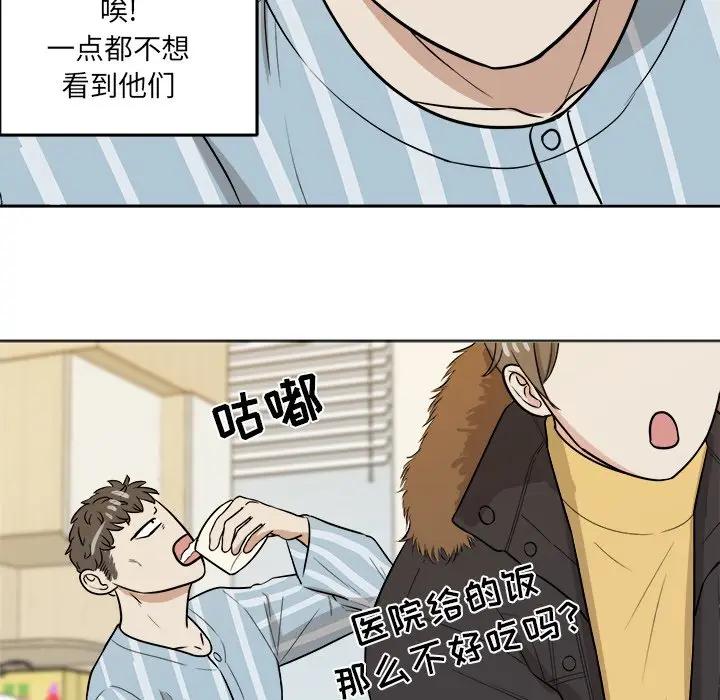 唉!
一点都不想
看到他们
咕嘟
医院给的饭
那么不好吃吗?